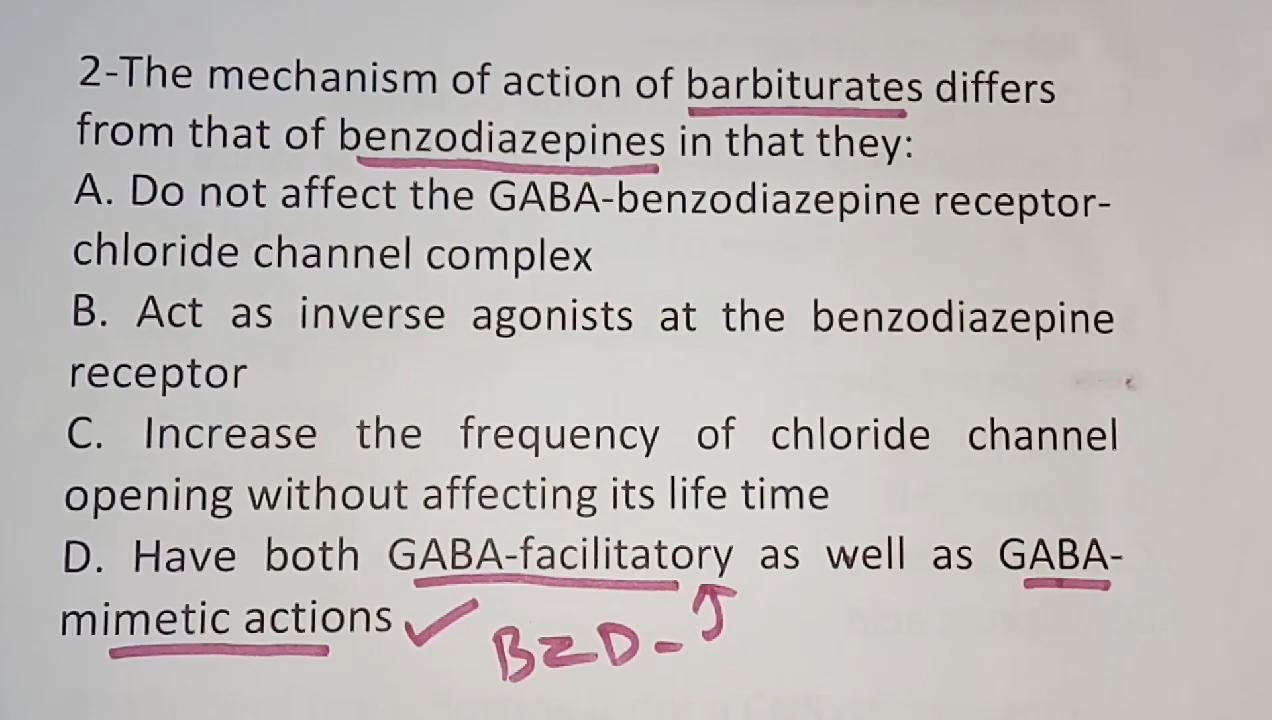 2-The mechanism of action of barbiturates differs
from that of benzodiazepines in that they:
A. Do not affect the GABA-benzodiazepine receptor-
chloride channel complex
B. Act as inverse agonists at the benzodiazepine
receptor
C. Increase the frequency of chloride channel
opening without affecting its life time
D. Have both GABA-facilitatory as well as GABA-
mimetic actions
BZD-